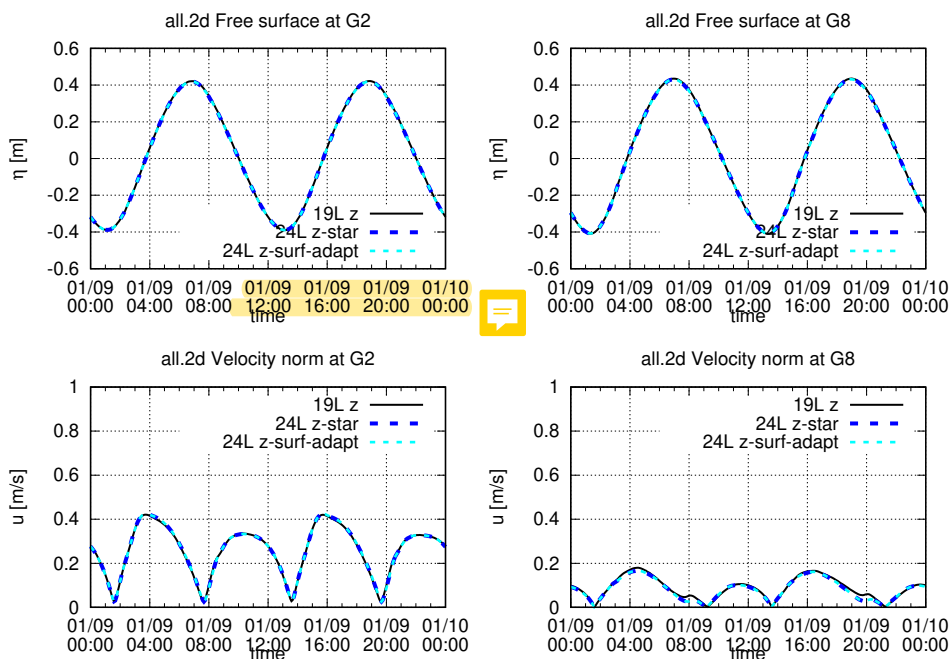 all.2d Free surface at G2
0.6
0.4
0.2
0
-0.2
-0.4
-0.6
η [m]
19L z
24L z-star
24L z-surf-adapt
01/09 01/09 01/09 01/09 01/09 01/09 01/10
00:00 04:00 08:00 12:00 16:00 20:00 00:00
time
all.2d Free surface at G8
0.6
0.4
0.2
0
-0.2
-0.4
-0.6
η [m]
19L z
24L z-star
24L z-surf-adapt
01/09 01/09 01/09 01/09 01/09 01/09 01/10
00:00 04:00 08:00 12:00 16:00 20:00 00:00
time
all.2d Velocity norm at G2
1
0.8
0.6
0.4
0.2
0
u [m/s]
19L z
24L z-star
24L z-surf-adapt
01/09 01/09 01/09 01/09 01/09 01/09 01/10
00:00 04:00 08:00 12:00 16:00 20:00 00:00
time
all.2d Velocity norm at G8
1
0.8
0.6
0.4
0.2
0
u [m/s]
19L z
24L z-star
24L z-surf-adapt
01/09 01/09 01/09 01/09 01/09 01/09 01/10
00:00 04:00 08:00 12:00 16:00 20:00 00:00
time